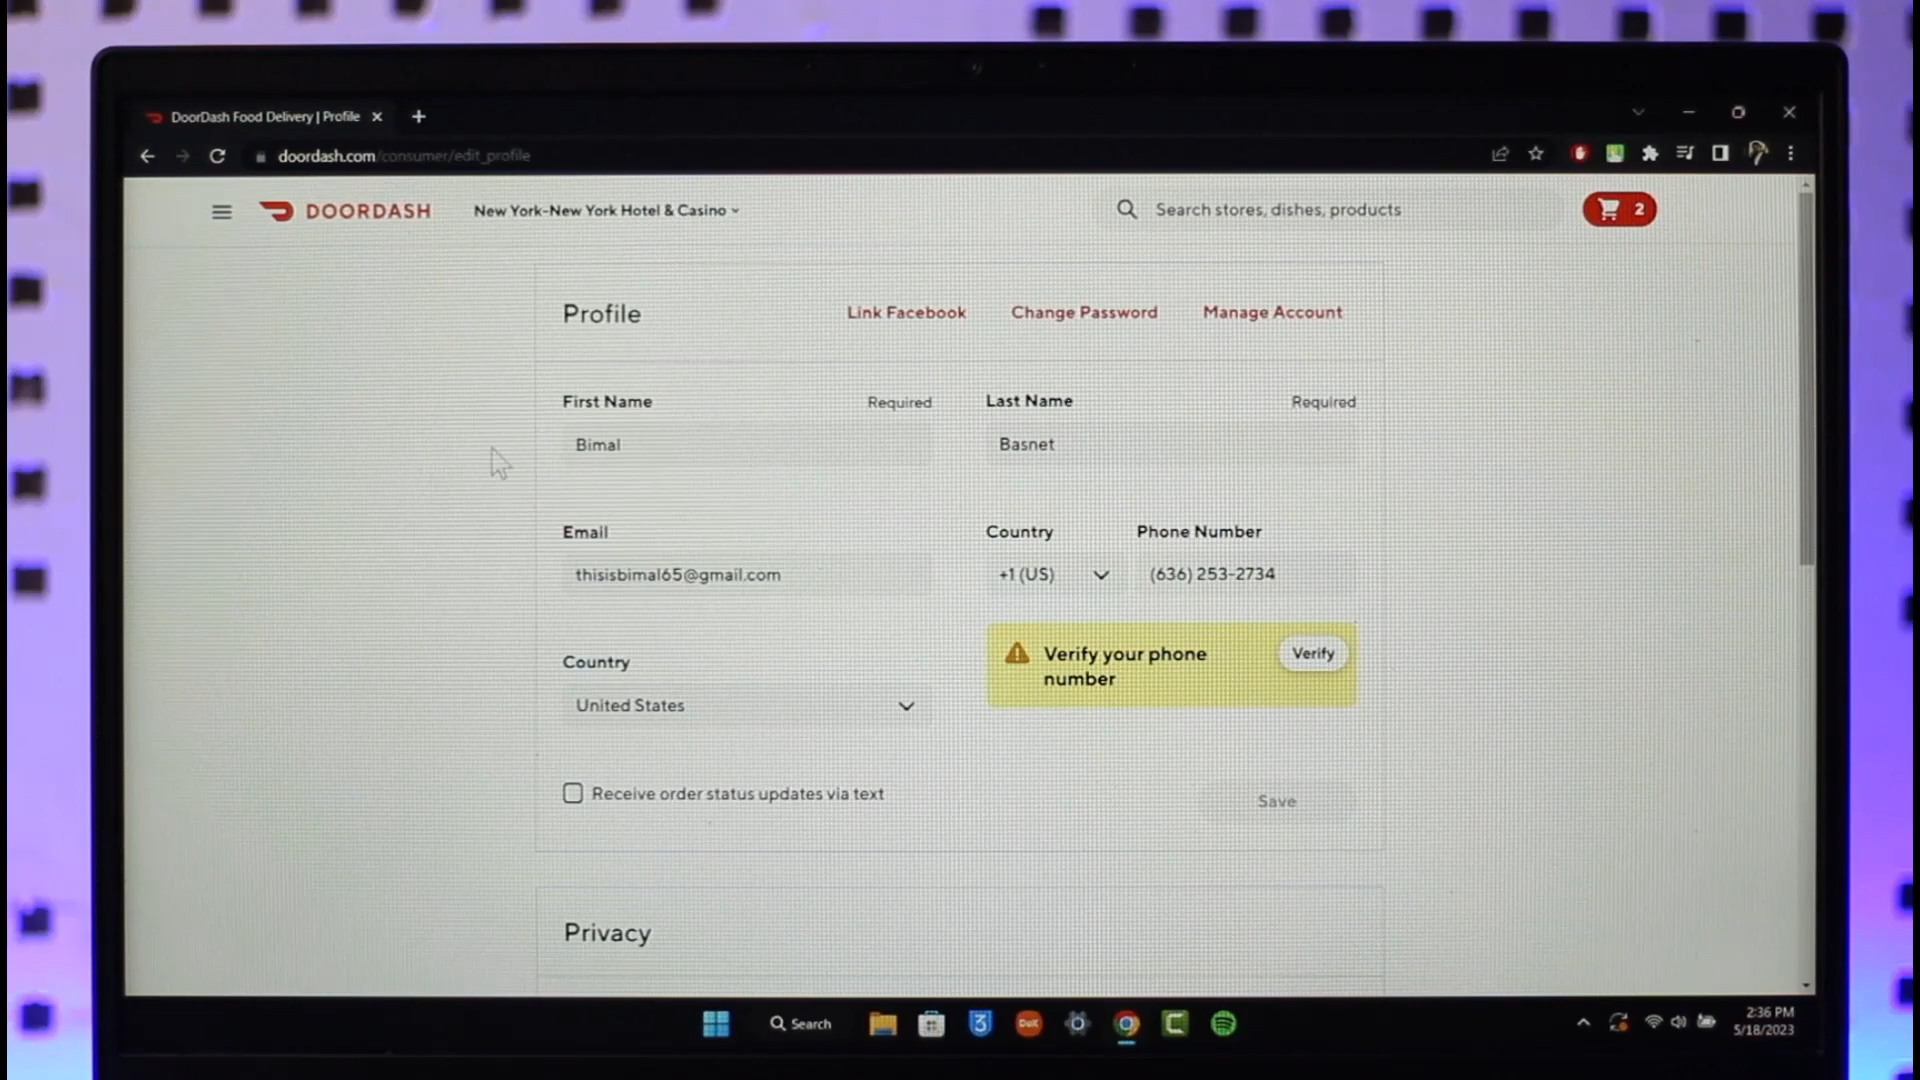 DoorDash Food Delivery | Profile
doordash.com/consumer/edit_profile
DOORDASH
New York-New York Hotel & Casino
Search stores, dishes, products
2
Profile
Link Facebook
Change Password
Manage Account
First Name
Required
Last Name
Required
Bimal
Basnet
Email
Country
Phone Number
thisisbimal65@gmail.com
+1 (US)
(636) 253-2734
Verify your phone
number
Verify
Country
United States
Receive order status updates via text
Save
Privacy
Search
2:36 PM
5/18/2023